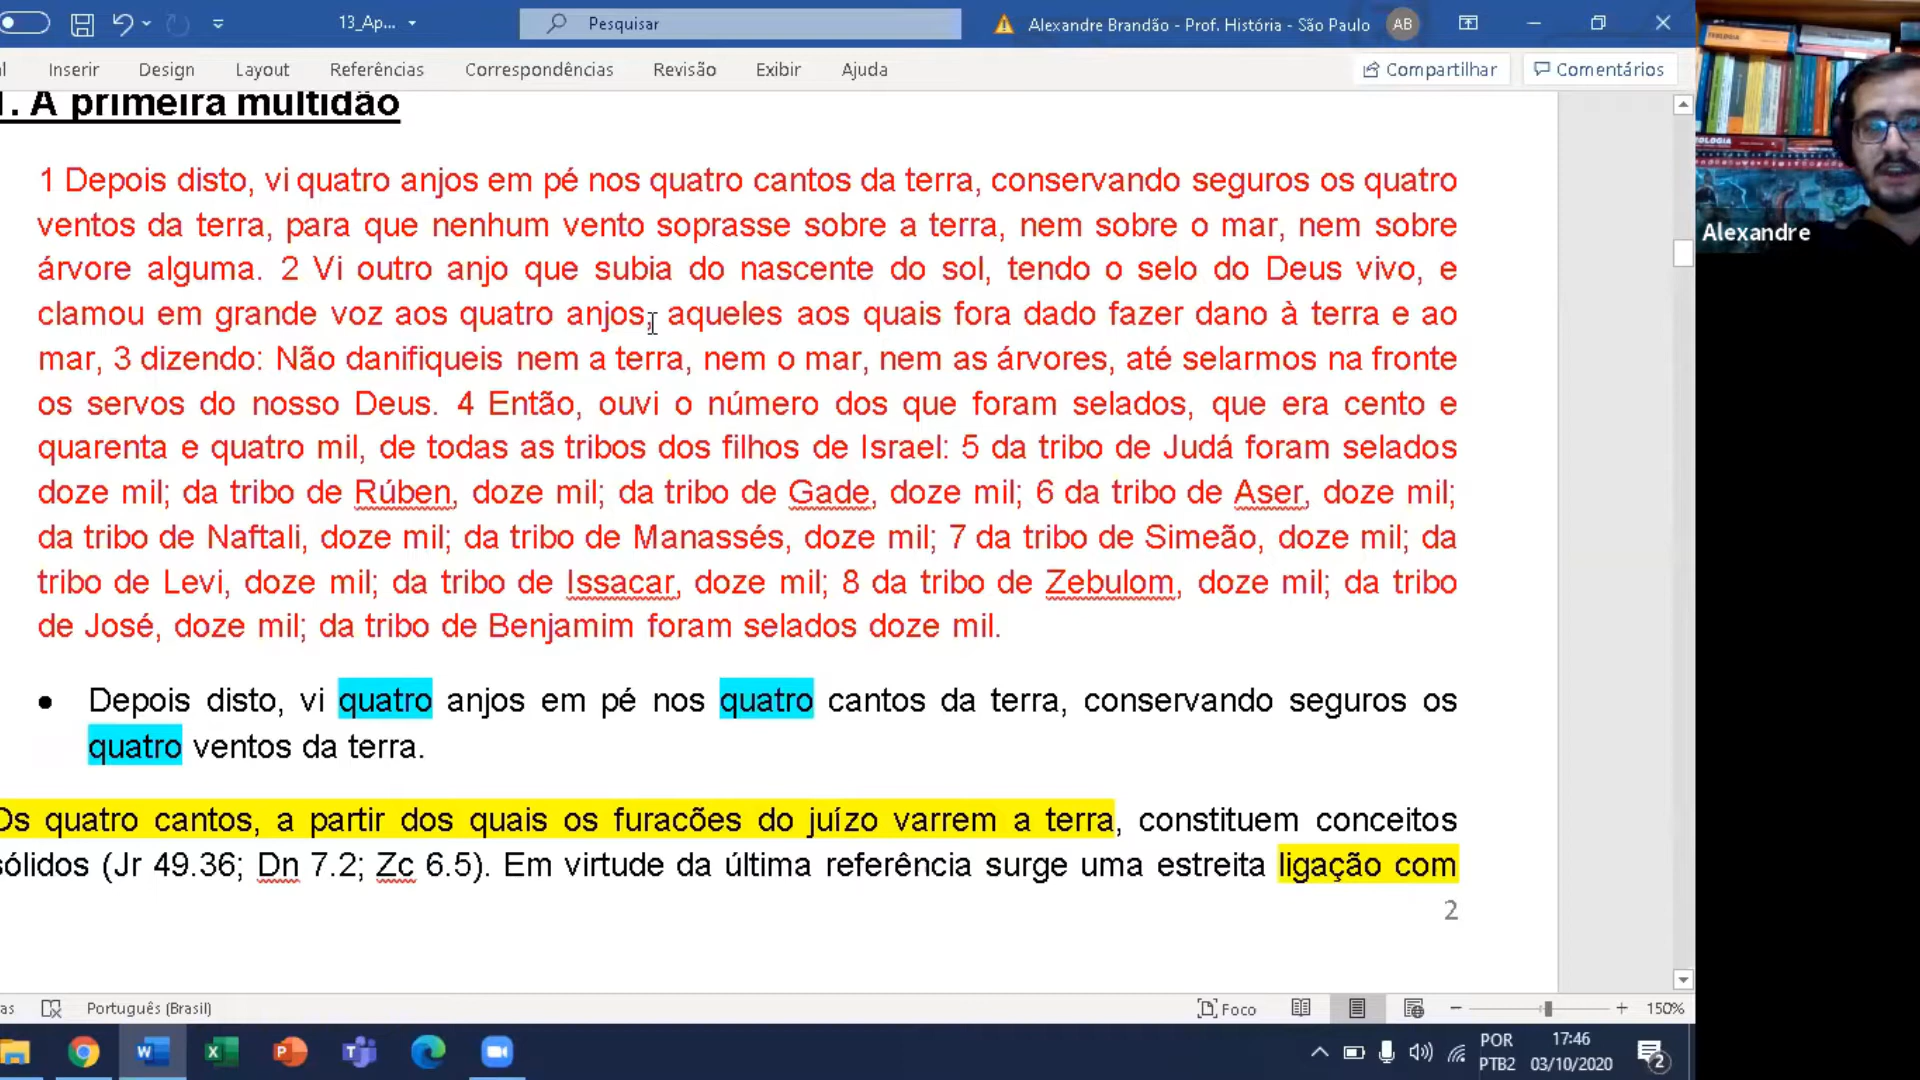 13_Ap...
Pesquisar
Alexandre Brandão - Prof. História - São Paulo
AB
Inserir
Design
Layout
Referências
Correspondências
Revisão
Exibir
Ajuda
Compartilhar
Comentários
1. A primeira multidão
1 Depois disto, vi quatro anjos em pé nos quatro cantos da terra, conservando seguros os quatro
ventos da terra, para que nenhum vento soprasse sobre a terra, nem sobre o mar, nem sobre
árvore alguma. 2 Vi outro anjo que subia do nascente do sol, tendo o selo do Deus vivo, e
clamou em grande voz aos quatro anjos, aqueles aos quais fora dado fazer dano à terra e ao
mar, 3 dizendo: Não danifiqueis nem a terra, nem o mar, nem as árvores, até selarmos na fronte
os servos do nosso Deus. 4 Então, ouvi o número dos que foram selados, que era cento e
quarenta e quatro mil, de todas as tribos dos filhos de Israel: 5 da tribo de Judá foram selados
doze mil; da tribo de Rúben, doze mil; da tribo de Gade, doze mil; 6 da tribo de Aser, doze mil;
da tribo de Naftali, doze mil; da tribo de Manassés, doze mil; 7 da tribo de Simeão, doze mil; da
tribo de Levi, doze mil; da tribo de Issacar, doze mil; 8 da tribo de Zebulom, doze mil; da tribo
de José, doze mil; da tribo de Benjamim foram selados doze mil.
• Depois disto, vi quatro anjos em pé nos quatro cantos da terra, conservando seguros os
quatro ventos da terra.
Os quatro cantos, a partir dos quais os furacões do juízo varrem a terra, constituem conceitos
sólidos (Jr 49.36; Dn 7.2; Zc 6.5). Em virtude da última referência surge uma estreita ligação com
2
Alexandre
as
Português (Brasil)
Foco
150%
POR
PTB2
17:46
03/10/2020
2